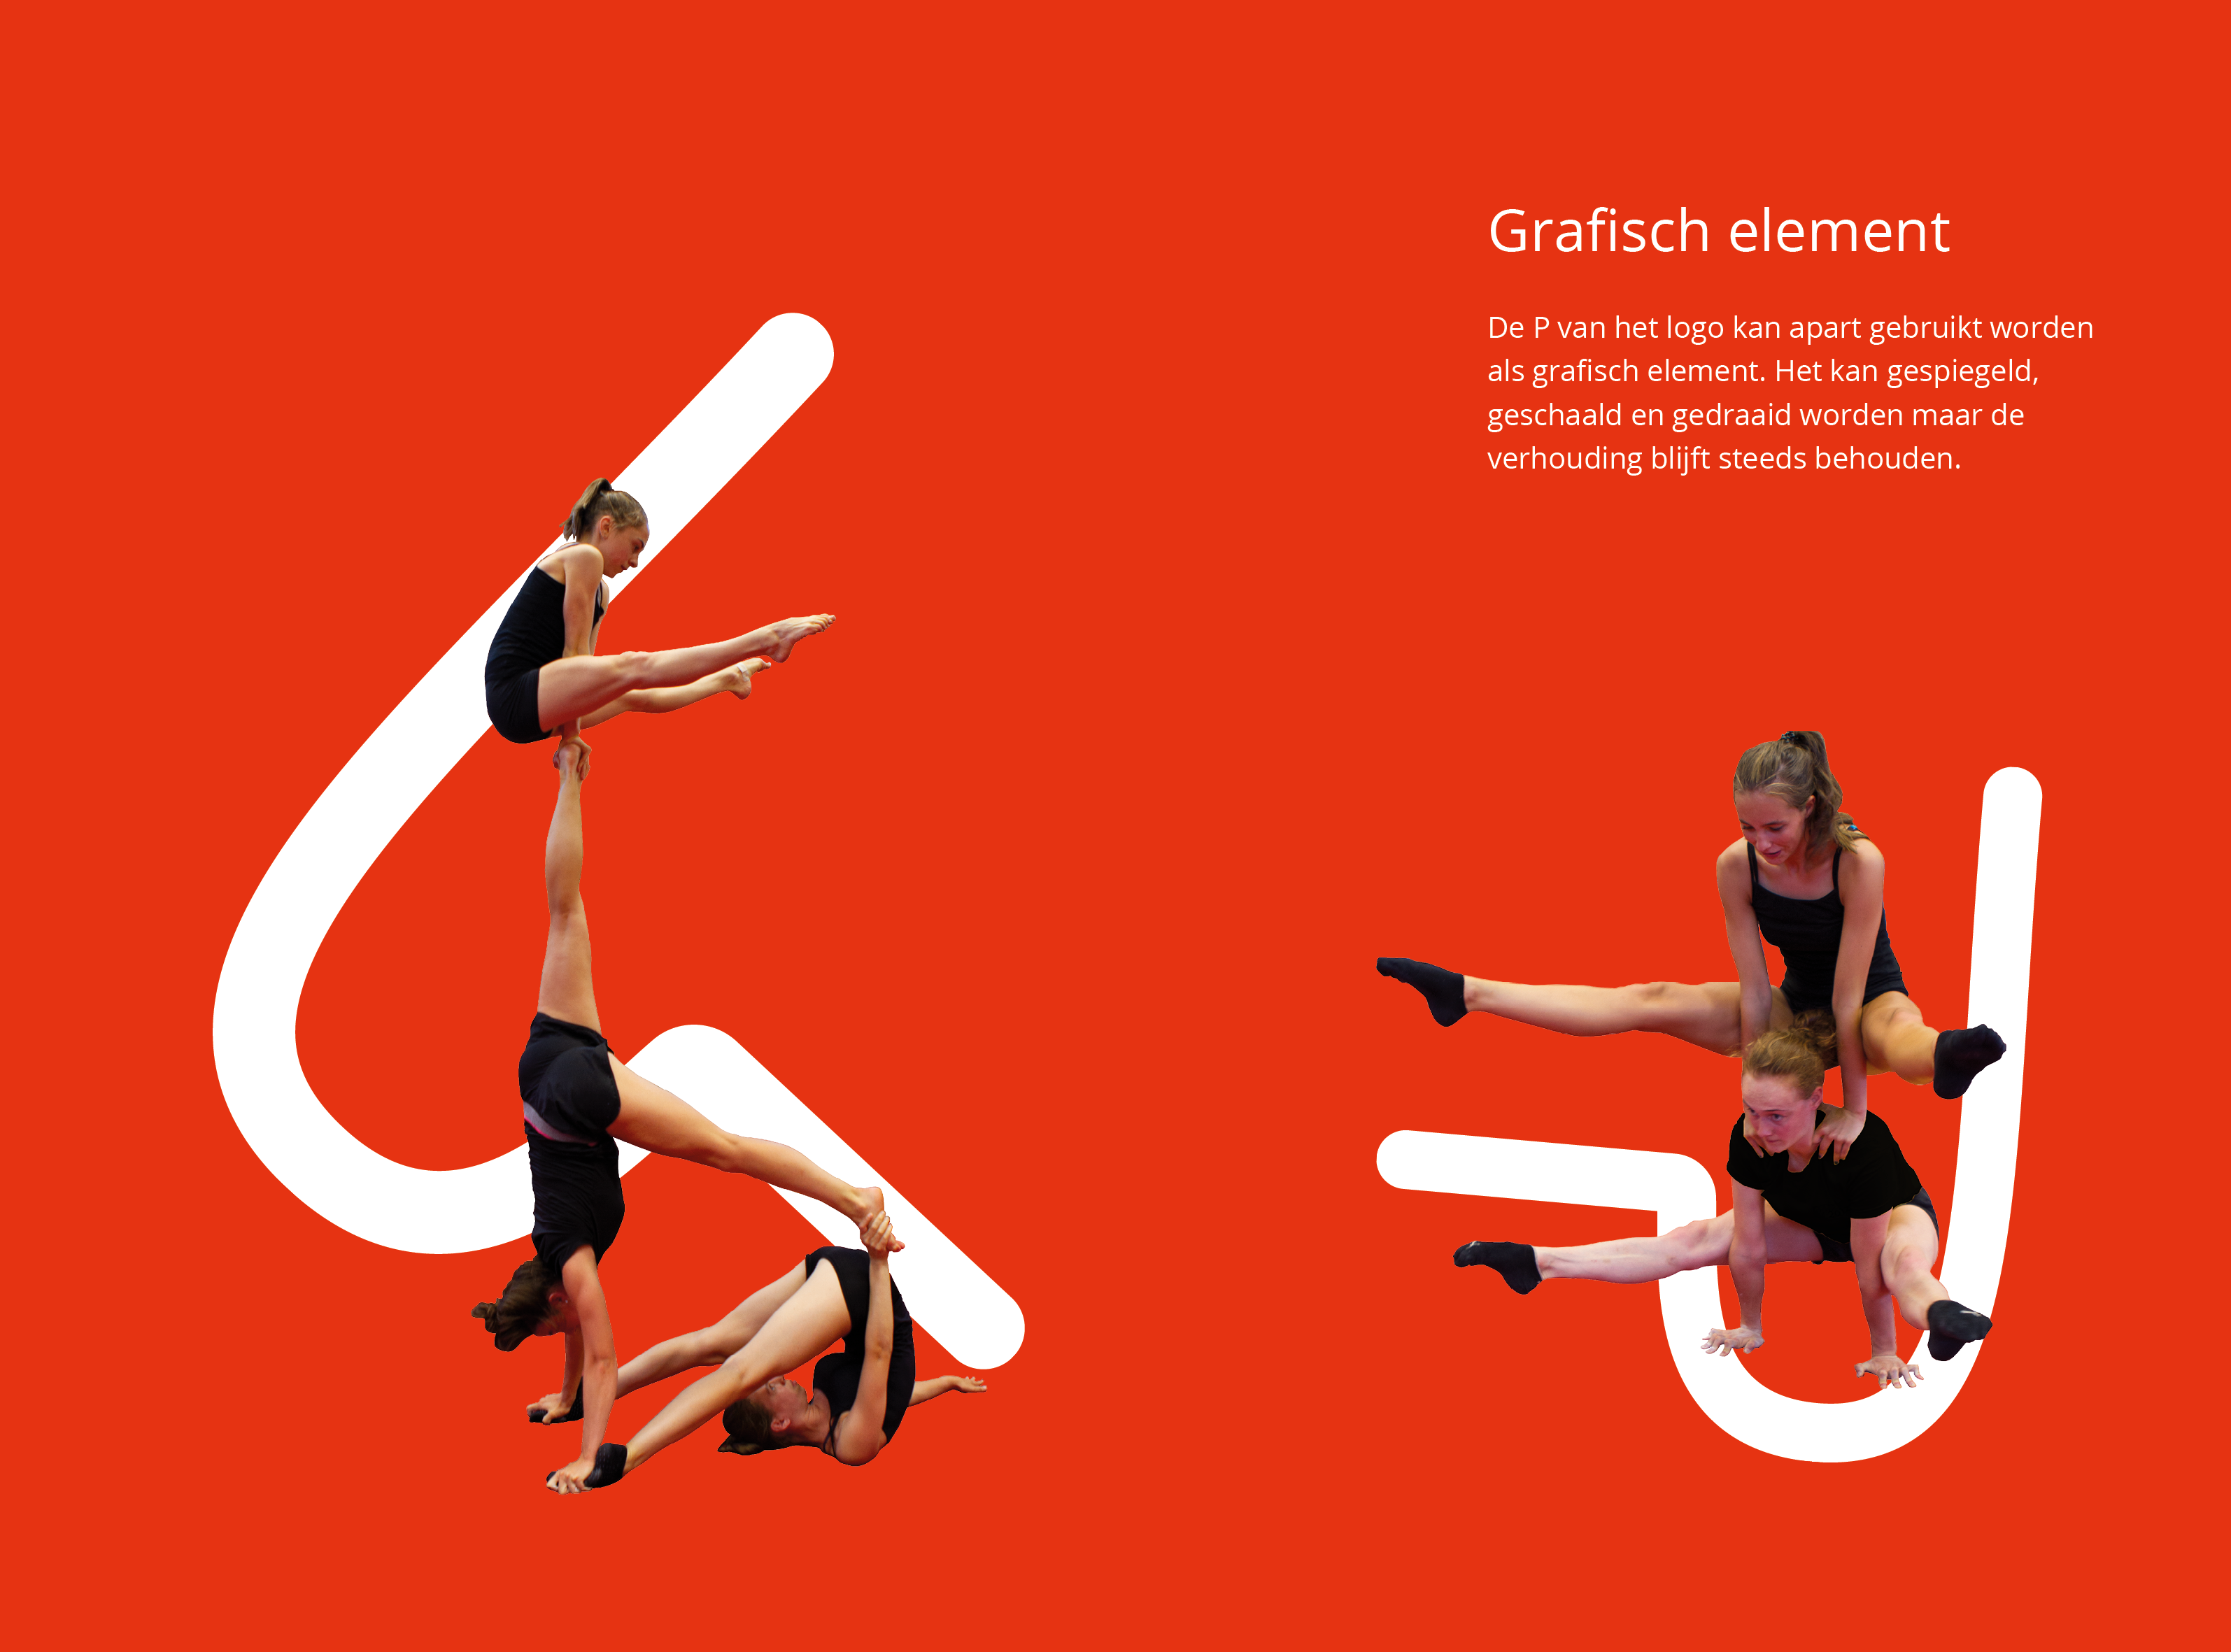 Grafisch element
De P van het logo kan apart gebruikt worden
als grafisch element. Het kan gespiegeld,
geschaald en gedraaid worden maar de
verhouding blijft steeds behouden.